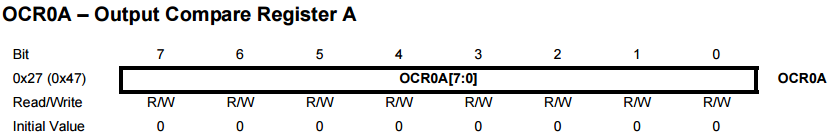 OCR0A – Output Compare Register A
Bit 7 6 5 4 3 2 1 0
0x27 (0x47) OCR0A[7:0] OCR0A
Read/Write R/W R/W R/W R/W R/W R/W R/W R/W
Initial Value 0 0 0 0 0 0 0 0